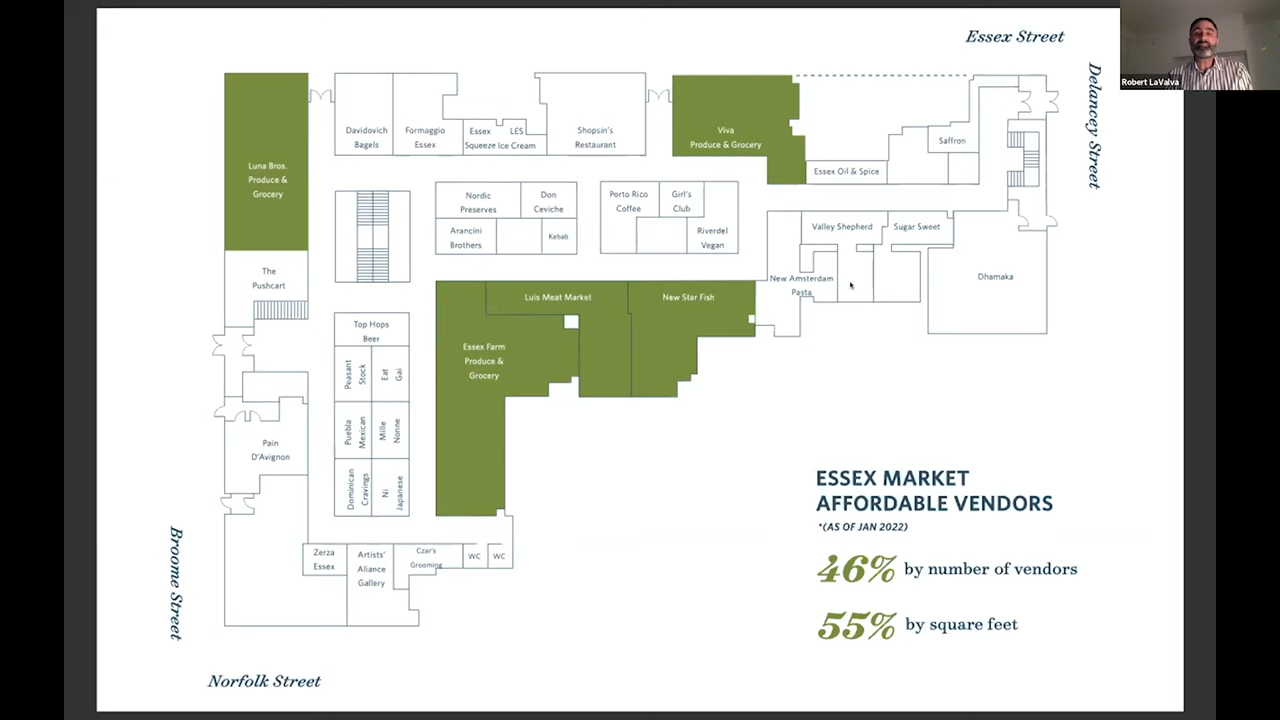 Essex Street
Robert LaValva
Delancey Street
Davidovich
Bagels
Formaggio
Essex
Essex
Squeeze
LES
Ice Cream
Shopsin's
Restaurant
Viva
Produce & Grocery
Saffron
Luna Bros.
Produce &
Grocery
Essex Oil & Spice
Nordic
Preserves
Don
Ceviche
Porto Rico
Coffee
Girl's
Club
Arancini
Brothers
Kebab
Riverdel
Vegan
Valley Shepherd
Sugar Sweet
The
Pushcart
New Amsterdam
Pasta
Dhamaka
Luis Meat Market
New Star Fish
Top Hops
Beer
Essex Farm
Produce &
Grocery
Peasant
Stock
Eat
Gai
Puebla
Mexican
Mille
Nonne
Pain
D'Avignon
Dominican
Cravings
Ni
Japanese
ESSEX MARKET
AFFORDABLE VENDORS
*(AS OF JAN 2022)
46% by number of vendors
55% by square feet
Zerza
Essex
Artists'
Aliance
Gallery
Czar's
Grooming
WC
WC
Broome Street
Norfolk Street